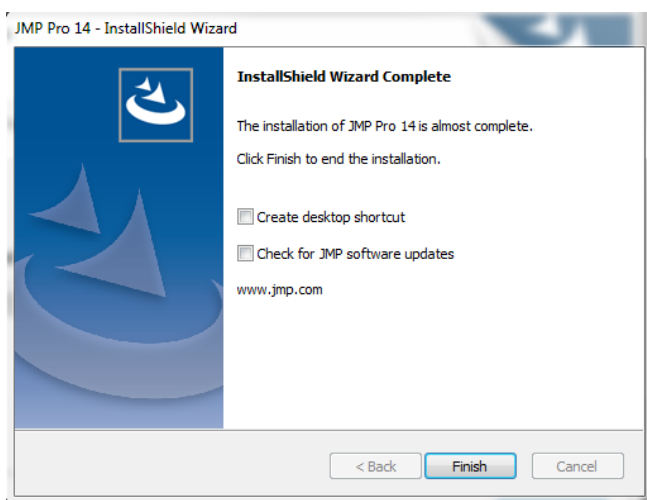 JMP Pro 14 - InstallShield Wizard
InstallShield Wizard Complete
The installation of JMP Pro 14 is almost complete.
Click Finish to end the installation.
Create desktop shortcut
Check for JMP software updates
www.jmp.com
< Back Finish Cancel